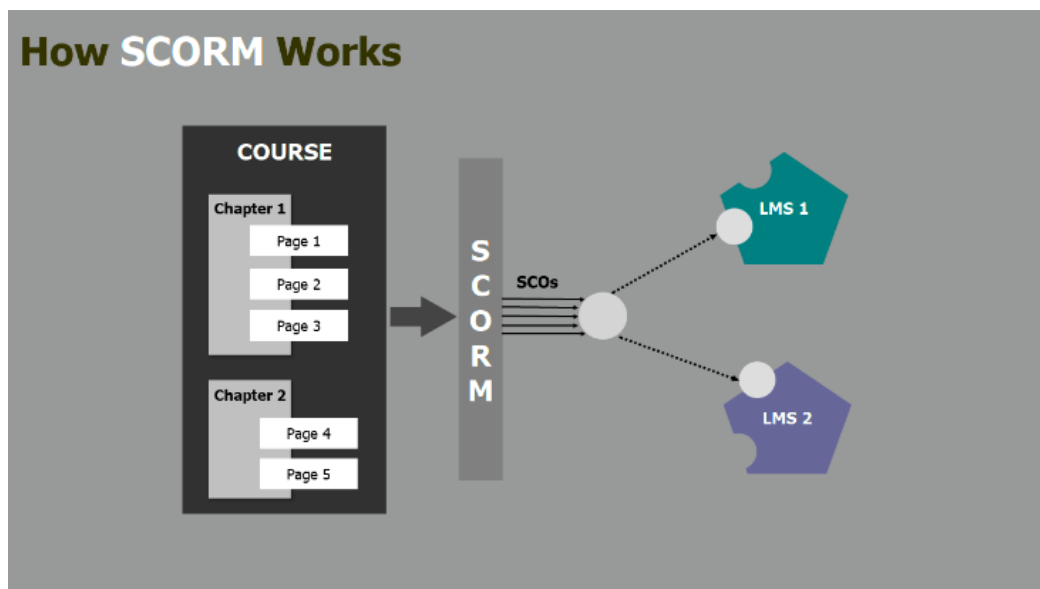 How SCORM Works
COURSE
Chapter 1
Page 1
Page 2
Page 3
Chapter 2
Page 4
Page 5
S
C
O
R
M
SCOs
LMS 1
LMS 2